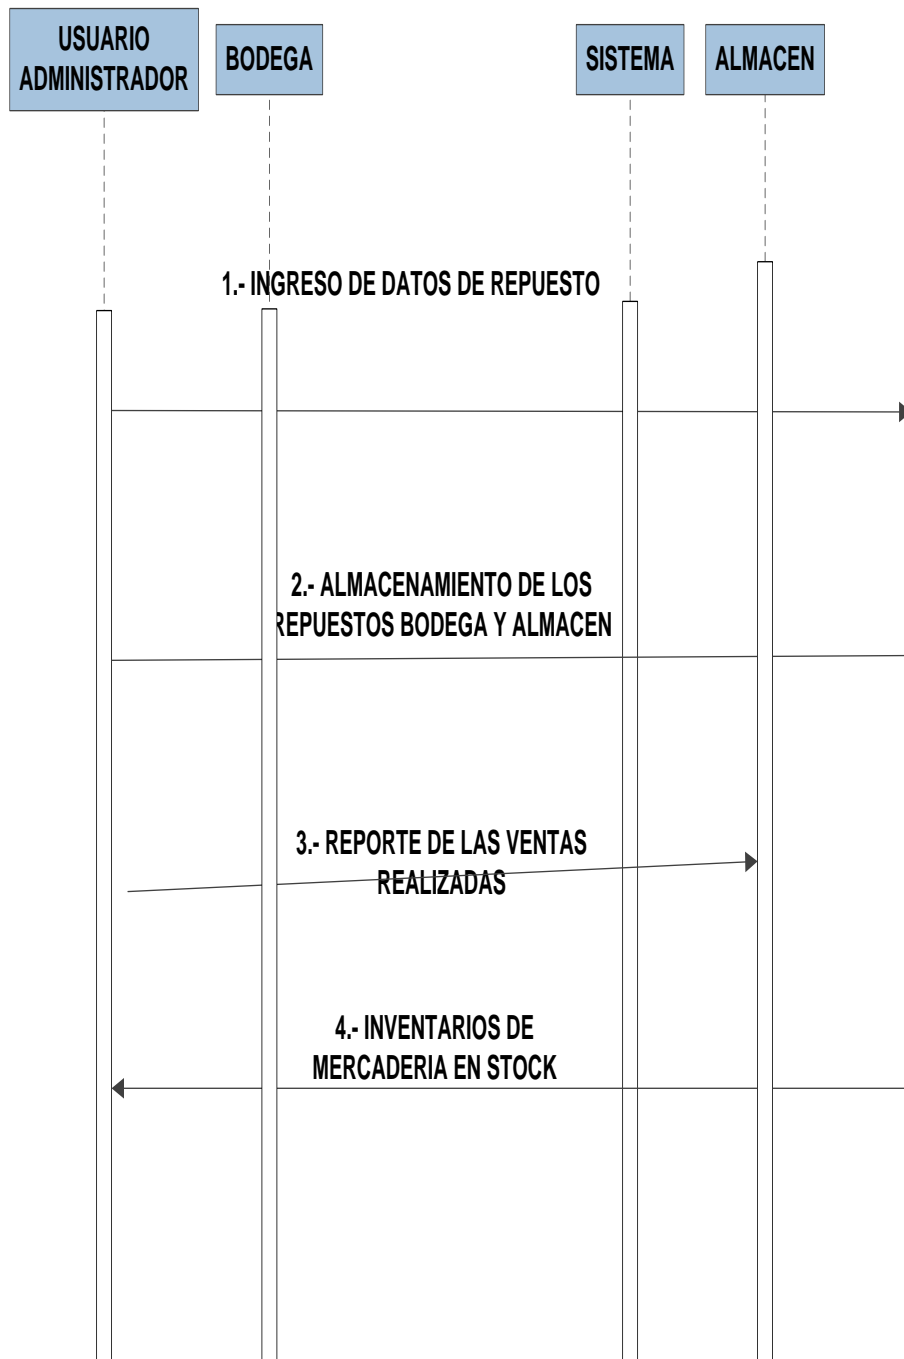 USUARIO
ADMINISTRADOR
BODEGA
SISTEMA
ALMACEN
1.- INGRESO DE DATOS DE REPUESTO
2.- ALMACENAMIENTO DE LOS
REPUESTOS BODEGA Y ALMACEN
3.- REPORTE DE LAS VENTAS
REALIZADAS
4.- INVENTARIOS DE
MERCADERIA EN STOCK